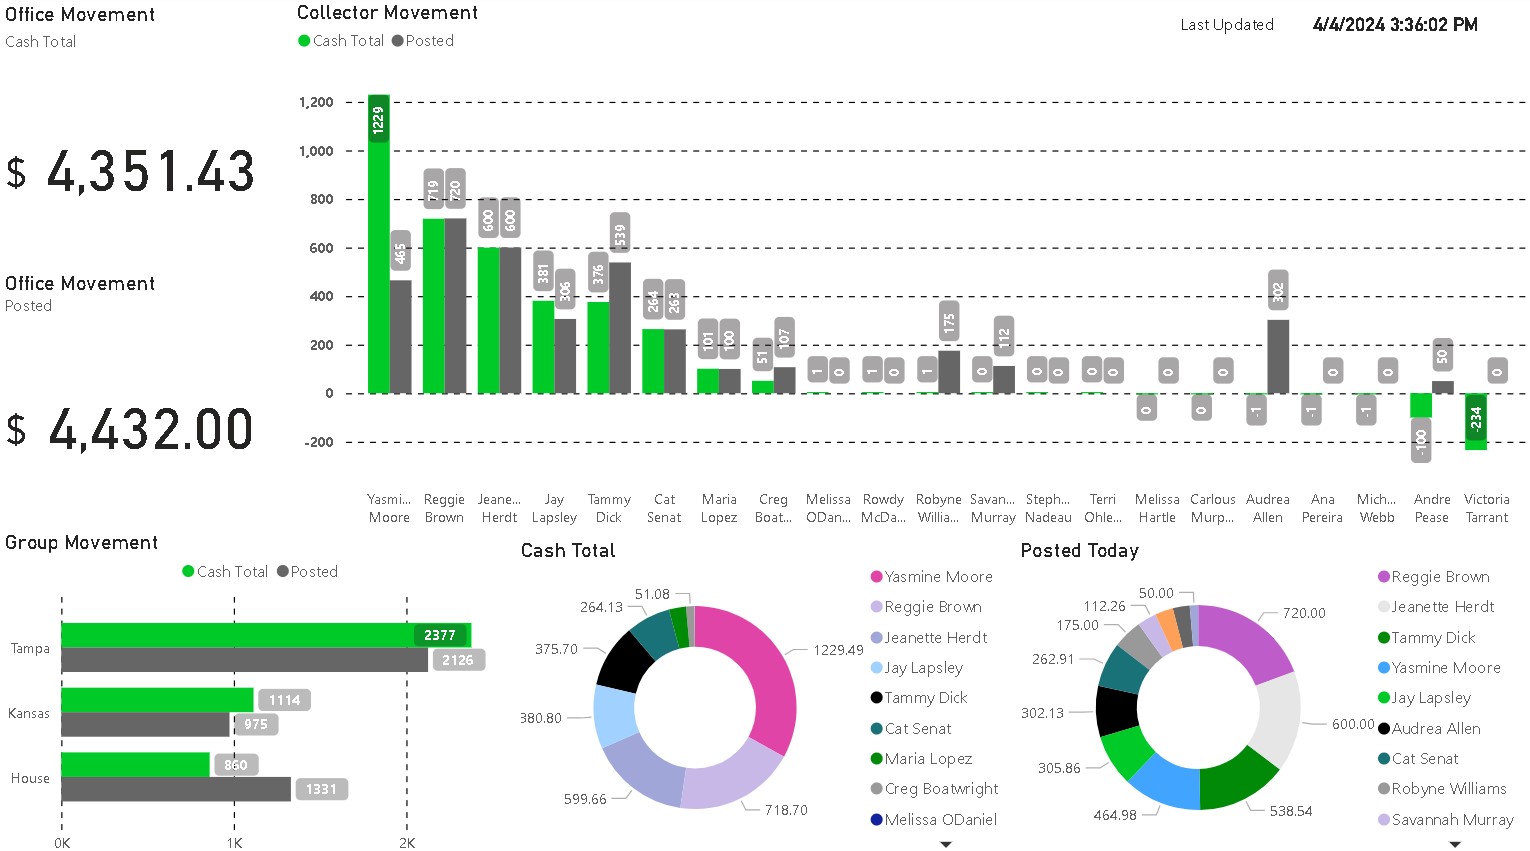 Office Movement
Cash Total
$ 4,351.43
Office Movement
Posted
$ 4,432.00
Collector Movement
Cash Total Posted
Last Updated 4/4/2024 3:36:02 PM
1,200
1,000
800
600
400
200
0
-200
1229 465 719 720 600 600 381 306 376 539 264 263 101 100 51 107 1 0 1 0 1 175 0 112 0 0 0 0 0 0 0 0 -1 302 -1 0 -1 0 -100 50 -234 0
Yasmi... Reggie Jeane... Jay Tammy Cat Maria Creg Melissa Rowdy Robyne Savan... Steph... Terri Melissa Carlous Audrea Ana Mich... Andre Victoria
Moore Brown Herdt Lapsley Dick Senat Lopez Boat... ODan... McDa... Willia... Murray Nadeau Ohle... Hartle Murp... Allen Pereira Webb Pease Tarrant
Group Movement
Cash Total Posted
Tampa 2377
2126
Kansas 1114
975
House 860
1331
0K 1K 2K
Cash Total
51.08
264.13
375.70
380.80
599.66
718.70
1229.49
Yasmine Moore
Reggie Brown
Jeanette Herdt
Jay Lapsley
Tammy Dick
Cat Senat
Maria Lopez
Creg Boatwright
Melissa ODaniel
Posted Today
50.00
112.26
175.00
262.91
302.13
305.86
464.98
538.54
600.00
720.00
Reggie Brown
Jeanette Herdt
Tammy Dick
Yasmine Moore
Jay Lapsley
Audrea Allen
Cat Senat
Robyne Williams
Savannah Murray